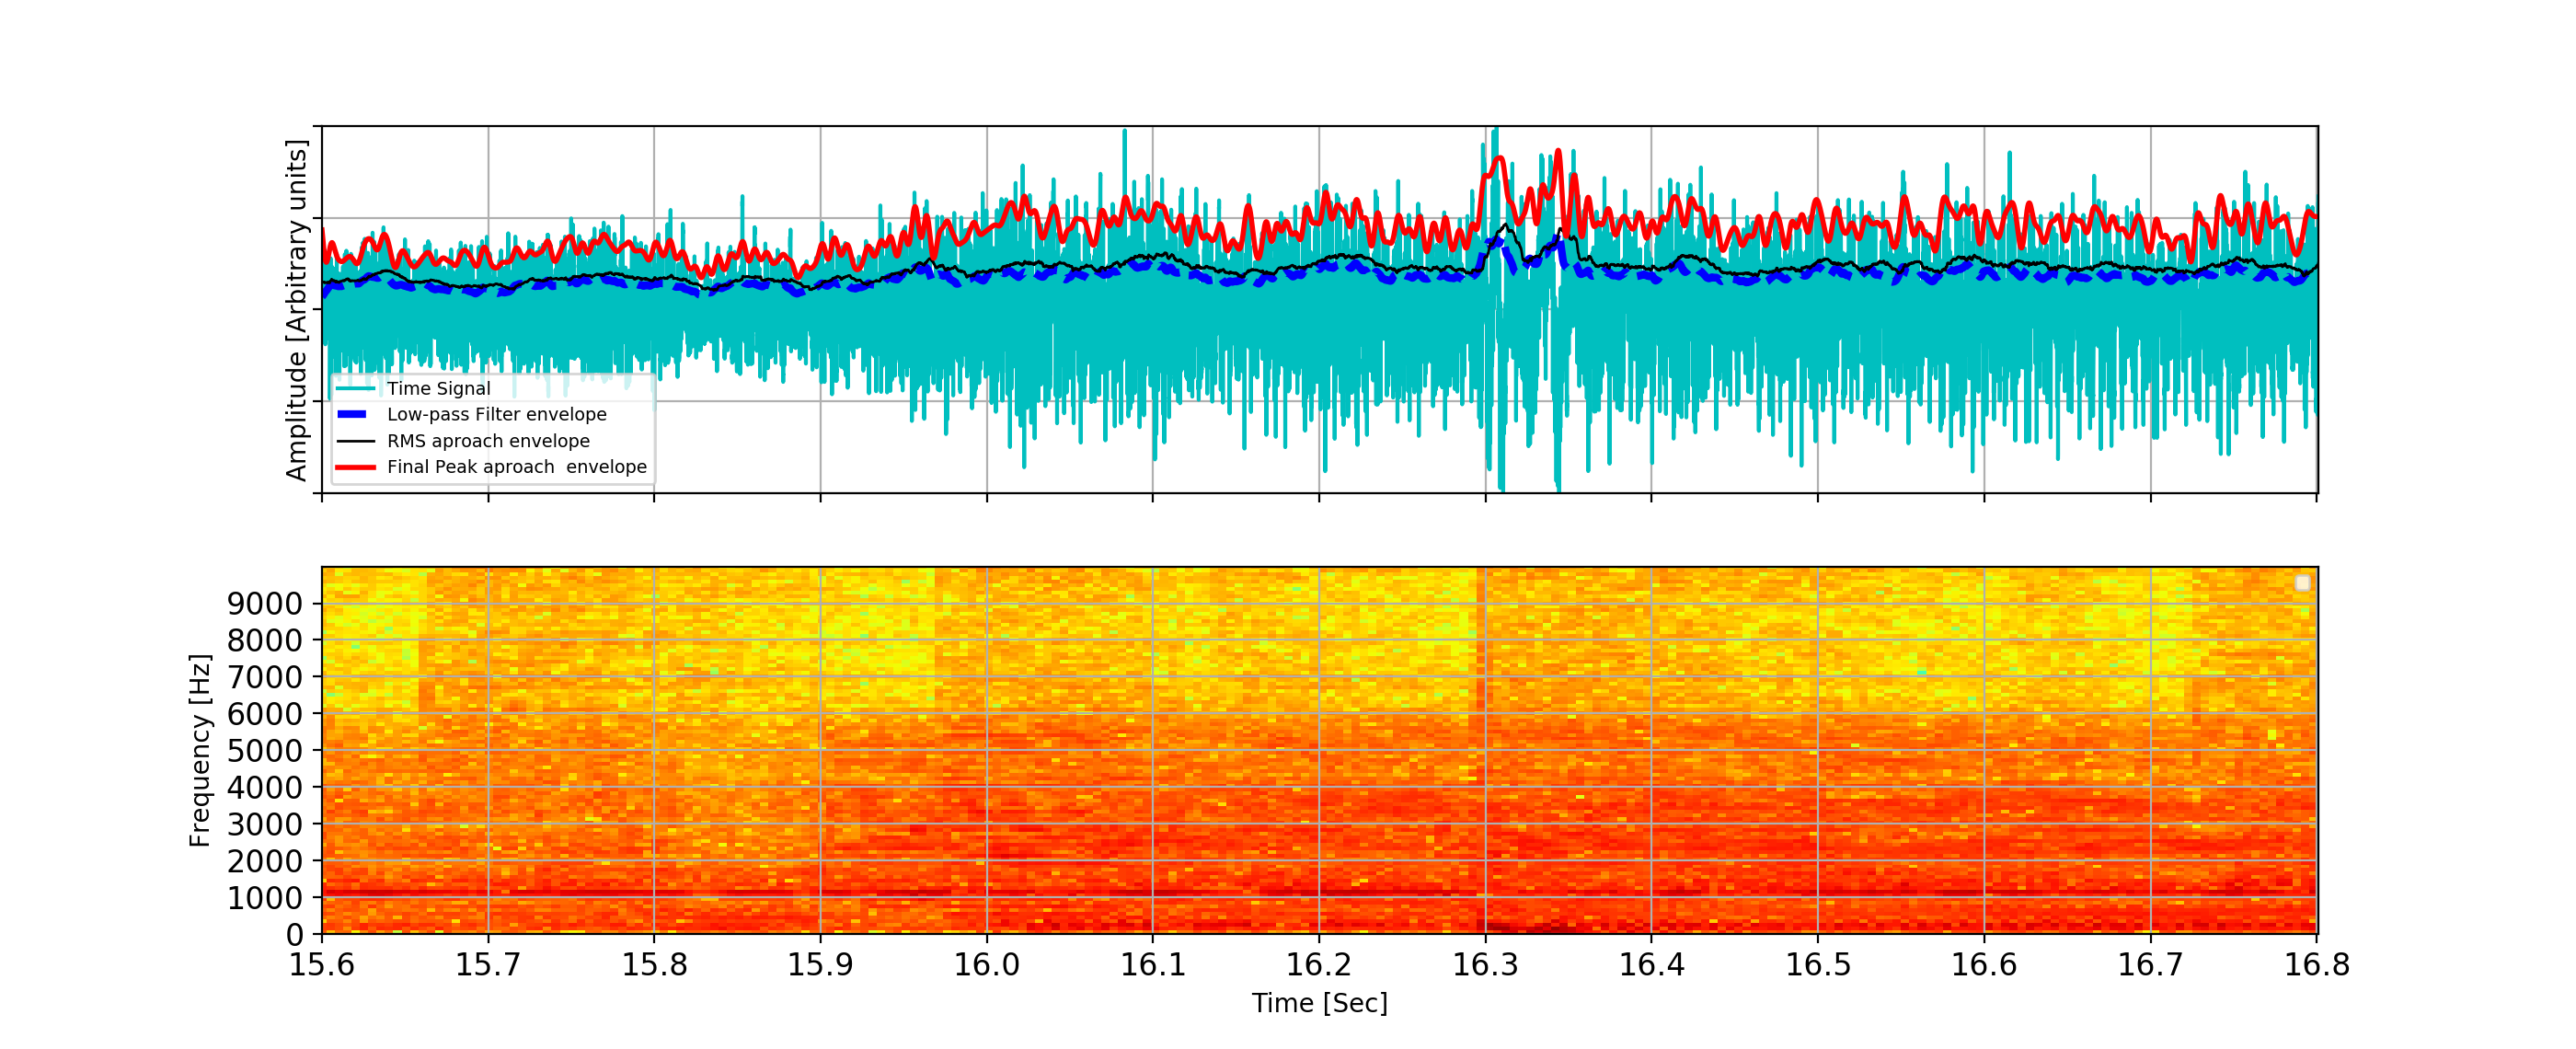 Amplitude [Arbitrary units]
Time Signal
Low-pass Filter envelope
RMS aproach envelope
Final Peak aproach  envelope
Frequency [Hz]
9000
8000
7000
6000
5000
4000
3000
2000
1000
0
15.6 15.7 15.8 15.9 16.0 16.1 16.2 16.3 16.4 16.5 16.6 16.7 16.8
Time [Sec]